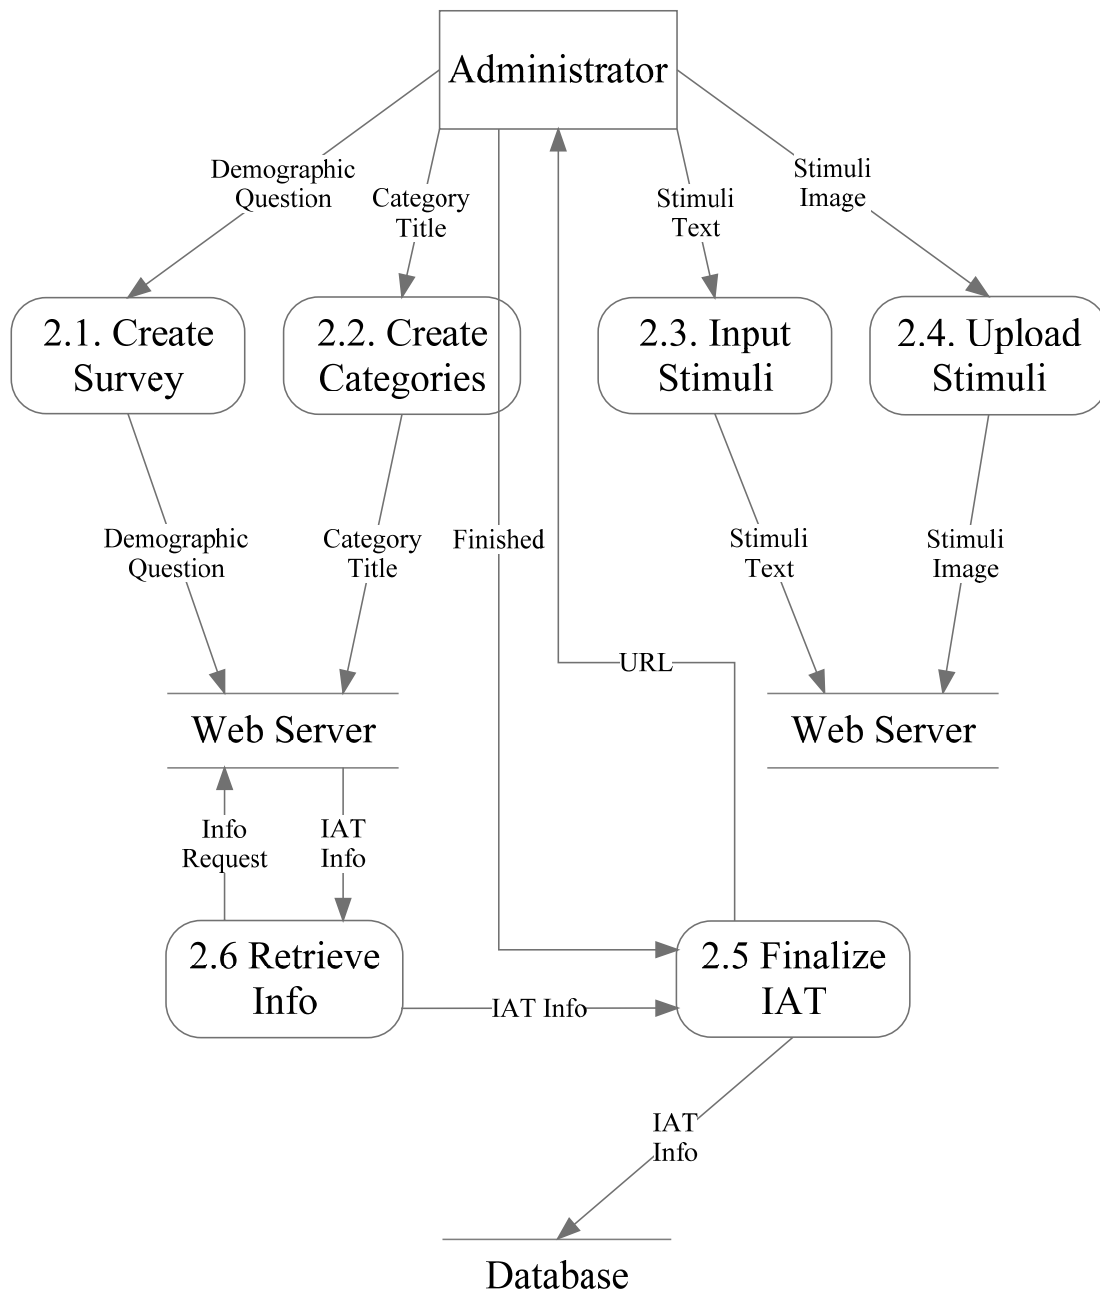 Administrator
Demographic
Question
Category
Title
Stimuli
Text
Stimuli
Image
2.1. Create
Survey
2.2. Create
Categories
2.3. Input
Stimuli
2.4. Upload
Stimuli
Demographic
Question
Category
Title
Finished
Stimuli
Text
Stimuli
Image
URL
Web Server
Web Server
Info
Request
IAT
Info
2.6 Retrieve
Info
IAT Info
2.5 Finalize
IAT
IAT
Info
Database